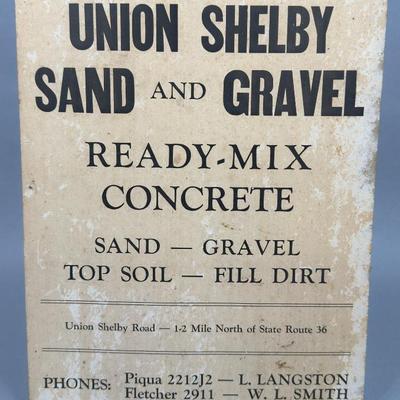 UNION SHELBY
SAND AND GRAVEL
READY-MIX
CONCRETE
SAND — GRAVEL
TOP SOIL — FILL DIRT
Union Shelby Road — 1-2 Mile North of State Route 36
PHONES: Piqua 2212J2 — L. LANGSTON
Fletcher 2911 — W. L. SMITH